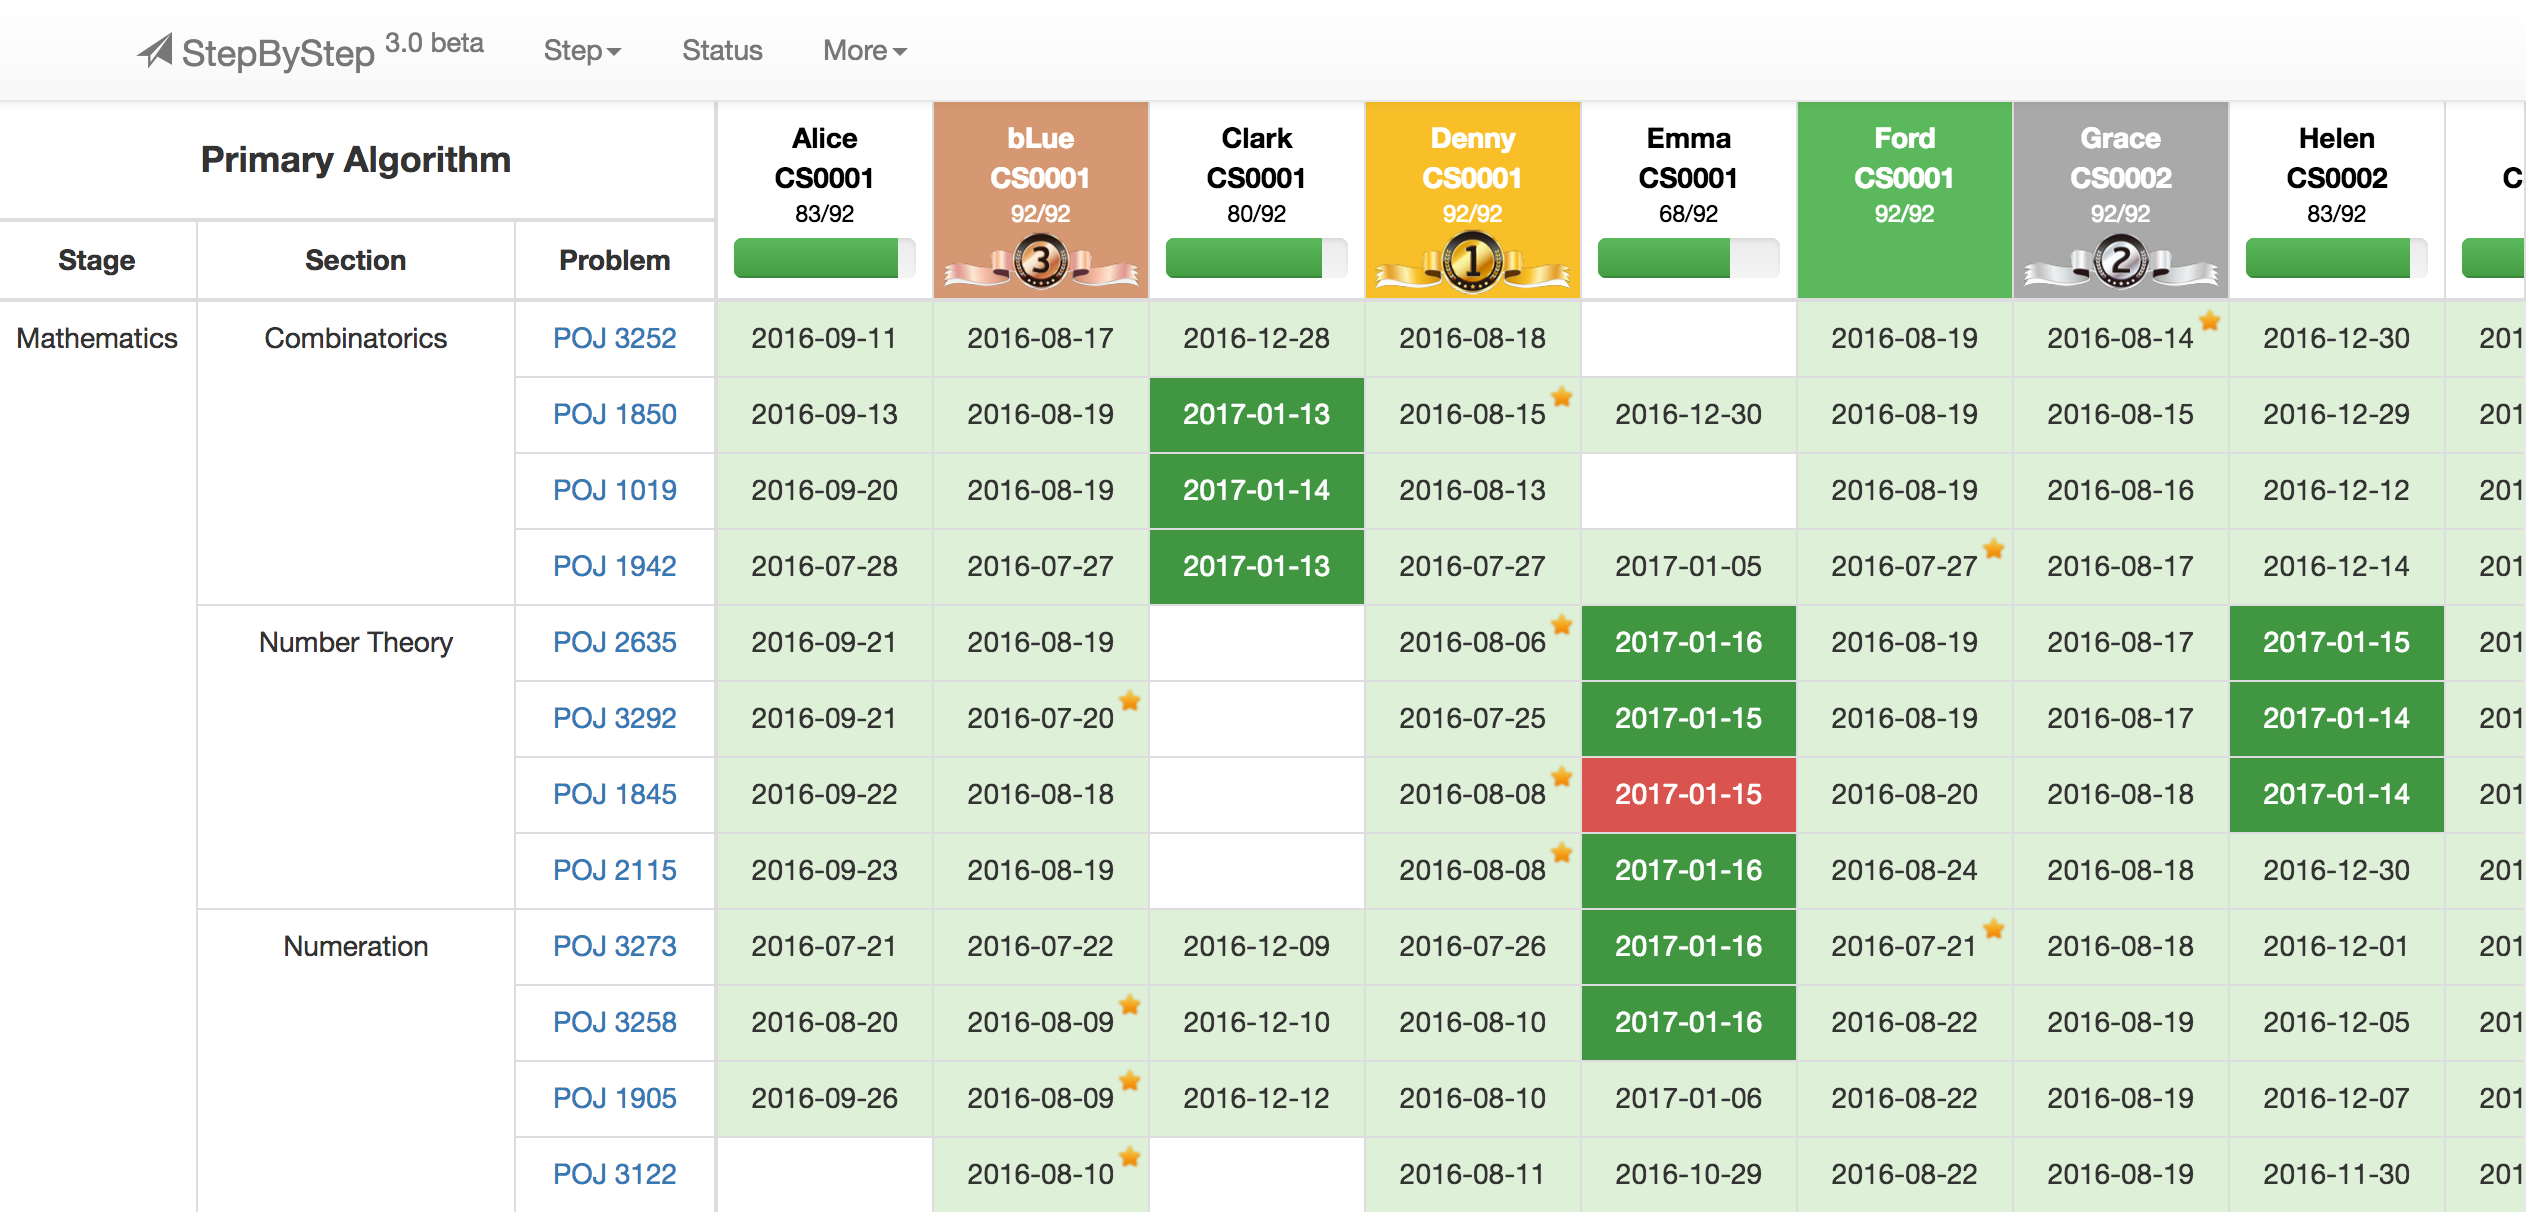 StepByStep 3.0 beta Step Status More
Primary Algorithm
Alice CS0001 83/92
bLue CS0001 92/92 3
Clark CS0001 80/92
Denny CS0001 92/92 1
Emma CS0001 68/92
Ford CS0001 92/92
Grace CS0002 92/92 2
Helen CS0002 83/92
C
Stage Section Problem
Mathematics Combinatorics POJ 3252 2016-09-11 2016-08-17 2016-12-28 2016-08-18 2016-08-19 2016-08-14 2016-12-30 201
POJ 1850 2016-09-13 2016-08-19 2017-01-13 2016-08-15 2016-12-30 2016-08-19 2016-08-15 2016-12-29 201
POJ 1019 2016-09-20 2016-08-19 2017-01-14 2016-08-13 2016-08-19 2016-08-16 2016-12-12 201
POJ 1942 2016-07-28 2016-07-27 2017-01-13 2016-07-27 2017-01-05 2016-07-27 2016-08-17 2016-12-14 201
Number Theory POJ 2635 2016-09-21 2016-08-19 2016-08-06 2017-01-16 2016-08-19 2016-08-17 2017-01-15 201
POJ 3292 2016-09-21 2016-07-20 2016-07-25 2017-01-15 2016-08-19 2016-08-17 2017-01-14 201
POJ 1845 2016-09-22 2016-08-18 2016-08-08 2017-01-15 2016-08-20 2016-08-18 2017-01-14 201
POJ 2115 2016-09-23 2016-08-19 2016-08-08 2017-01-16 2016-08-24 2016-08-18 2016-12-30 201
Numeration POJ 3273 2016-07-21 2016-07-22 2016-12-09 2016-07-26 2017-01-16 2016-07-21 2016-08-18 2016-12-01 201
POJ 3258 2016-08-20 2016-08-09 2016-12-10 2016-08-10 2017-01-16 2016-08-22 2016-08-19 2016-12-05 201
POJ 1905 2016-09-26 2016-08-09 2016-12-12 2016-08-10 2017-01-06 2016-08-22 2016-08-19 2016-12-07 201
POJ 3122 2016-08-10 2016-08-11 2016-10-29 2016-08-22 2016-08-19 2016-11-30 201